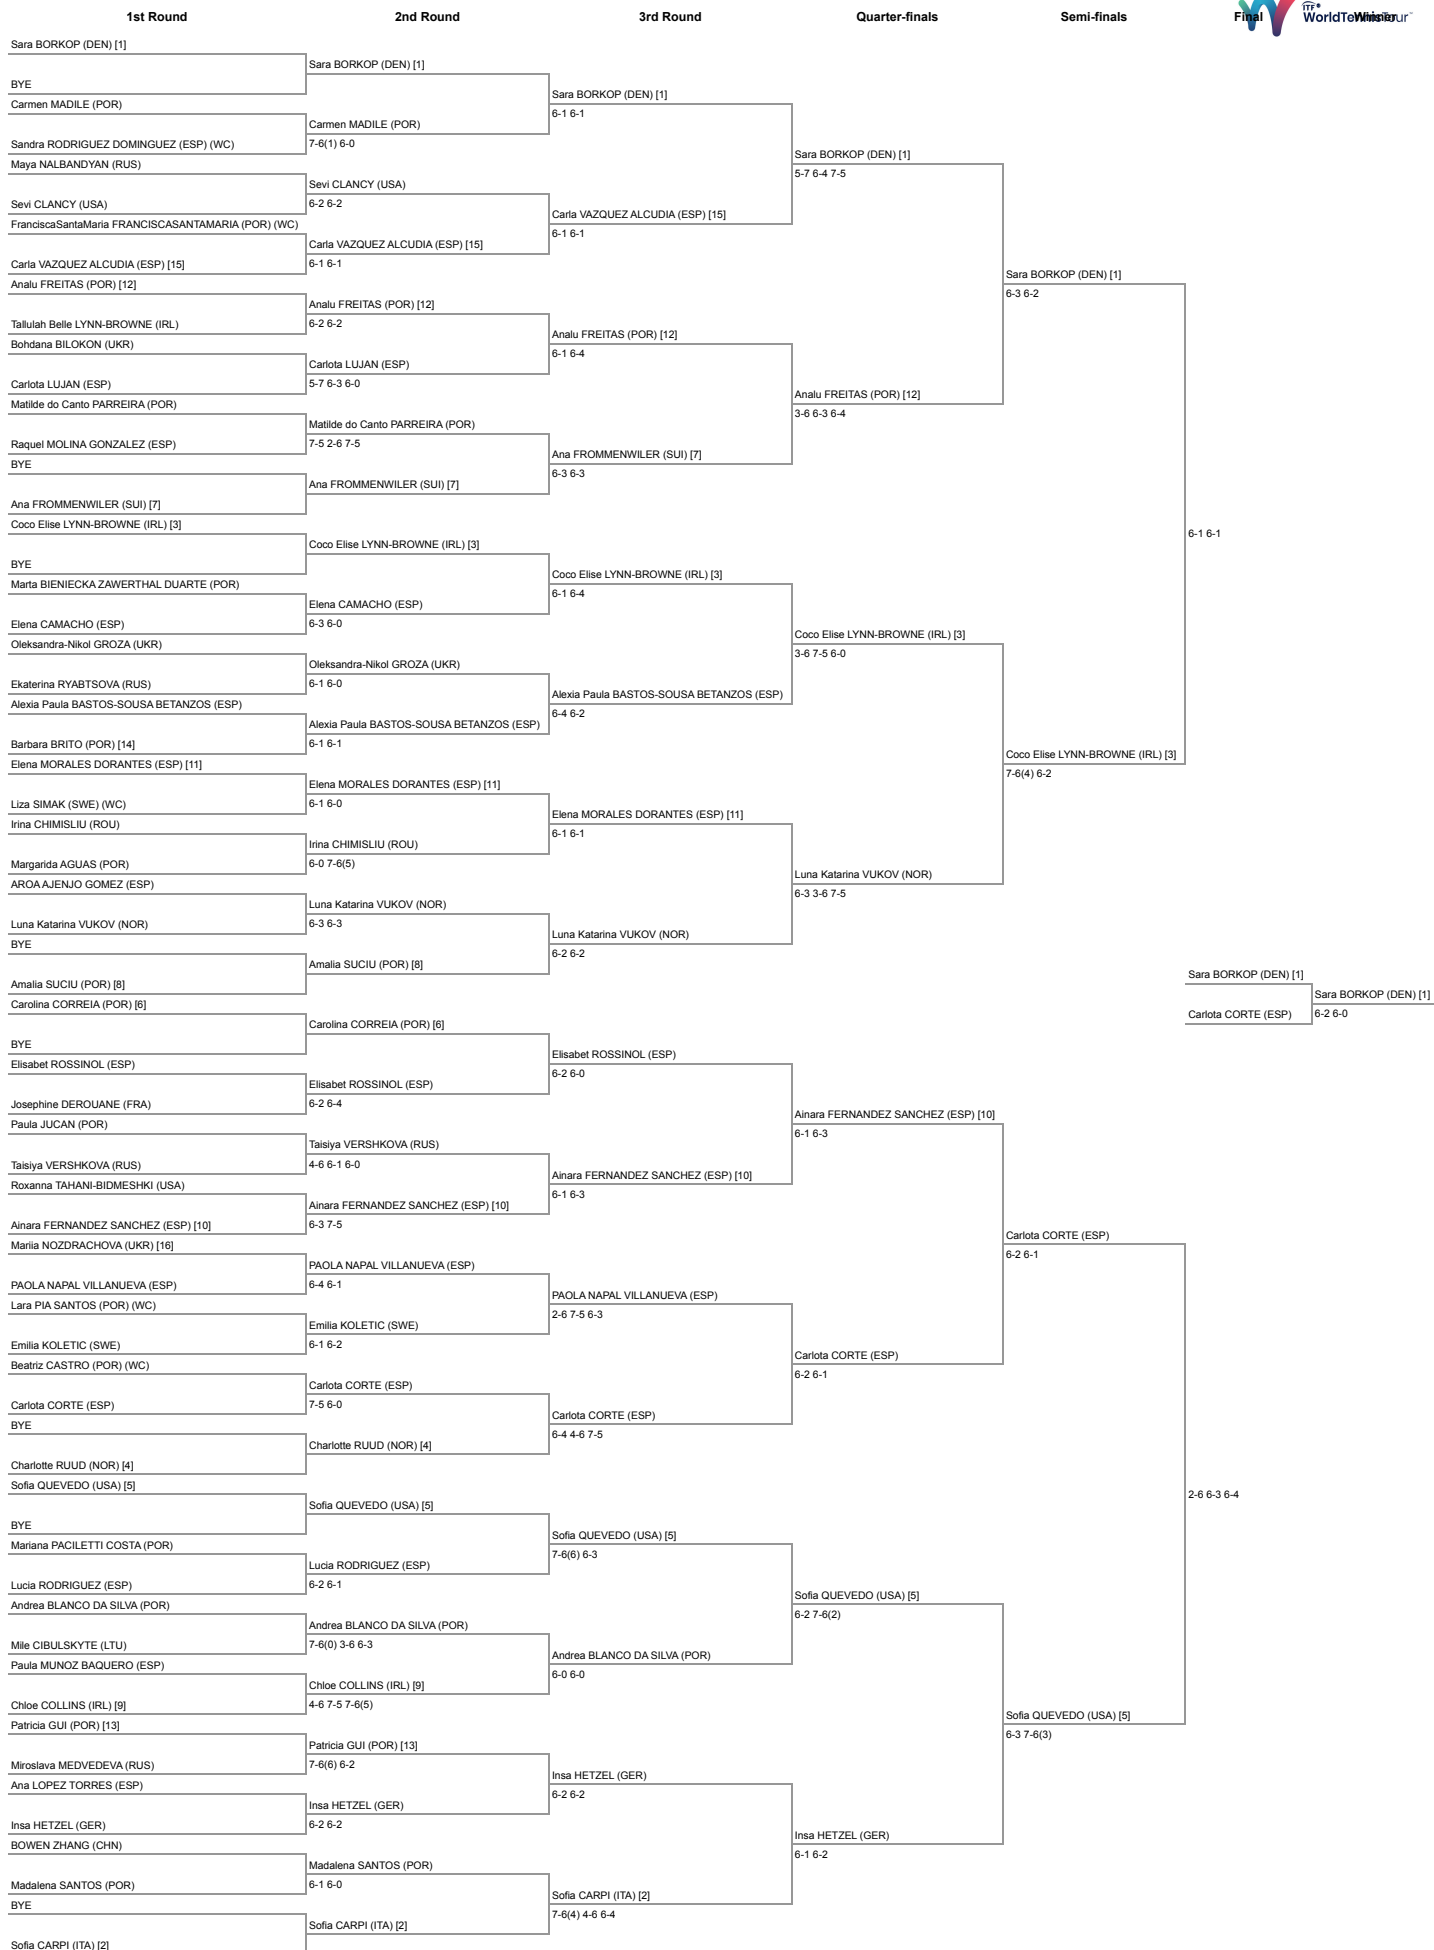 1st Round
2nd Round
3rd Round
Quarter-finals
Semi-finals
Final
Winner
ITF®
WorldTennisTour™
Sara BORKOP (DEN) [1]
BYE
Carmen MADILE (POR)
Sandra RODRIGUEZ DOMINGUEZ (ESP) (WC)
Maya NALBANDYAN (RUS)
Sevi CLANCY (USA)
FranciscaSantaMaria FRANCISCASANTAMARIA (POR) (WC)
Carla VAZQUEZ ALCUDIA (ESP) [15]
Analu FREITAS (POR) [12]
Tallulah Belle LYNN-BROWNE (IRL)
Bohdana BILOKON (UKR)
Carlota LUJAN (ESP)
Matilde do Canto PARREIRA (POR)
Raquel MOLINA GONZALEZ (ESP)
BYE
Ana FROMMENWILER (SUI) [7]
Coco Elise LYNN-BROWNE (IRL) [3]
BYE
Marta BIENIECKA ZAWERTHAL DUARTE (POR)
Elena CAMACHO (ESP)
Oleksandra-Nikol GROZA (UKR)
Ekaterina RYABTSOVA (RUS)
Alexia Paula BASTOS-SOUSA BETANZOS (ESP)
Barbara BRITO (POR) [14]
Elena MORALES DORANTES (ESP) [11]
Liza SIMAK (SWE) (WC)
Irina CHIMISLIU (ROU)
Margarida AGUAS (POR)
AROA AJENJO GOMEZ (ESP)
Luna Katarina VUKOV (NOR)
BYE
Amalia SUCIU (POR) [8]
Carolina CORREIA (POR) [6]
BYE
Elisabet ROSSINOL (ESP)
Josephine DEROUANE (FRA)
Paula JUCAN (POR)
Taisiya VERSHKOVA (RUS)
Roxanna TAHANI-BIDMESHKI (USA)
Ainara FERNANDEZ SANCHEZ (ESP) [10]
Mariia NOZDRACHOVA (UKR) [16]
PAOLA NAPAL VILLANUEVA (ESP)
Lara PIA SANTOS (POR) (WC)
Emilia KOLETIC (SWE)
Beatriz CASTRO (POR) (WC)
Carlota CORTE (ESP)
BYE
Charlotte RUUD (NOR) [4]
Sofia QUEVEDO (USA) [5]
BYE
Mariana PACILETTI COSTA (POR)
Lucia RODRIGUEZ (ESP)
Andrea BLANCO DA SILVA (POR)
Mile CIBULSKYTE (LTU)
Paula MUNOZ BAQUERO (ESP)
Chloe COLLINS (IRL) [9]
Patricia GUI (POR) [13]
Miroslava MEDVEDEVA (RUS)
Ana LOPEZ TORRES (ESP)
Insa HETZEL (GER)
BOWEN ZHANG (CHN)
Madalena SANTOS (POR)
BYE
Sofia CARPI (ITA) [2]
Sara BORKOP (DEN) [1]
Carmen MADILE (POR)
7-6(1) 6-0
Sevi CLANCY (USA)
6-2 6-2
Carla VAZQUEZ ALCUDIA (ESP) [15]
6-1 6-1
Analu FREITAS (POR) [12]
6-2 6-2
Carlota LUJAN (ESP)
5-7 6-3 6-0
Matilde do Canto PARREIRA (POR)
7-5 2-6 7-5
Ana FROMMENWILER (SUI) [7]
Coco Elise LYNN-BROWNE (IRL) [3]
Elena CAMACHO (ESP)
6-3 6-0
Oleksandra-Nikol GROZA (UKR)
6-1 6-0
Alexia Paula BASTOS-SOUSA BETANZOS (ESP)
6-1 6-1
Elena MORALES DORANTES (ESP) [11]
6-1 6-0
Irina CHIMISLIU (ROU)
6-0 7-6(5)
Luna Katarina VUKOV (NOR)
6-3 6-3
Amalia SUCIU (POR) [8]
Carolina CORREIA (POR) [6]
Elisabet ROSSINOL (ESP)
6-2 6-4
Taisiya VERSHKOVA (RUS)
4-6 6-1 6-0
Ainara FERNANDEZ SANCHEZ (ESP) [10]
6-3 7-5
PAOLA NAPAL VILLANUEVA (ESP)
6-4 6-1
Emilia KOLETIC (SWE)
6-1 6-2
Carlota CORTE (ESP)
7-5 6-0
Charlotte RUUD (NOR) [4]
Sofia QUEVEDO (USA) [5]
Lucia RODRIGUEZ (ESP)
6-2 6-1
Andrea BLANCO DA SILVA (POR)
7-6(0) 3-6 6-3
Chloe COLLINS (IRL) [9]
4-6 7-5 7-6(5)
Patricia GUI (POR) [13]
7-6(6) 6-2
Insa HETZEL (GER)
6-2 6-2
Madalena SANTOS (POR)
6-1 6-0
Sofia CARPI (ITA) [2]
Sara BORKOP (DEN) [1]
6-1 6-1
Carla VAZQUEZ ALCUDIA (ESP) [15]
6-1 6-1
Analu FREITAS (POR) [12]
6-1 6-4
Ana FROMMENWILER (SUI) [7]
6-3 6-3
Coco Elise LYNN-BROWNE (IRL) [3]
6-1 6-4
Alexia Paula BASTOS-SOUSA BETANZOS (ESP)
6-4 6-2
Elena MORALES DORANTES (ESP) [11]
6-1 6-1
Luna Katarina VUKOV (NOR)
6-2 6-2
Elisabet ROSSINOL (ESP)
6-2 6-0
Ainara FERNANDEZ SANCHEZ (ESP) [10]
6-1 6-3
PAOLA NAPAL VILLANUEVA (ESP)
2-6 7-5 6-3
Carlota CORTE (ESP)
6-4 4-6 7-5
Sofia QUEVEDO (USA) [5]
7-6(6) 6-3
Andrea BLANCO DA SILVA (POR)
6-0 6-0
Insa HETZEL (GER)
6-2 6-2
Sofia CARPI (ITA) [2]
7-6(4) 4-6 6-4
Sara BORKOP (DEN) [1]
5-7 6-4 7-5
Analu FREITAS (POR) [12]
3-6 6-3 6-4
Coco Elise LYNN-BROWNE (IRL) [3]
3-6 7-5 6-0
Luna Katarina VUKOV (NOR)
6-3 3-6 7-5
Ainara FERNANDEZ SANCHEZ (ESP) [10]
6-1 6-3
Carlota CORTE (ESP)
6-2 6-1
Sofia QUEVEDO (USA) [5]
6-2 7-6(2)
Insa HETZEL (GER)
6-1 6-2
Sara BORKOP (DEN) [1]
6-3 6-2
Coco Elise LYNN-BROWNE (IRL) [3]
7-6(4) 6-2
Carlota CORTE (ESP)
6-2 6-1
Sofia QUEVEDO (USA) [5]
6-3 7-6(3)
6-1 6-1
Sara BORKOP (DEN) [1]
Carlota CORTE (ESP)
2-6 6-3 6-4
Sara BORKOP (DEN) [1]
6-2 6-0